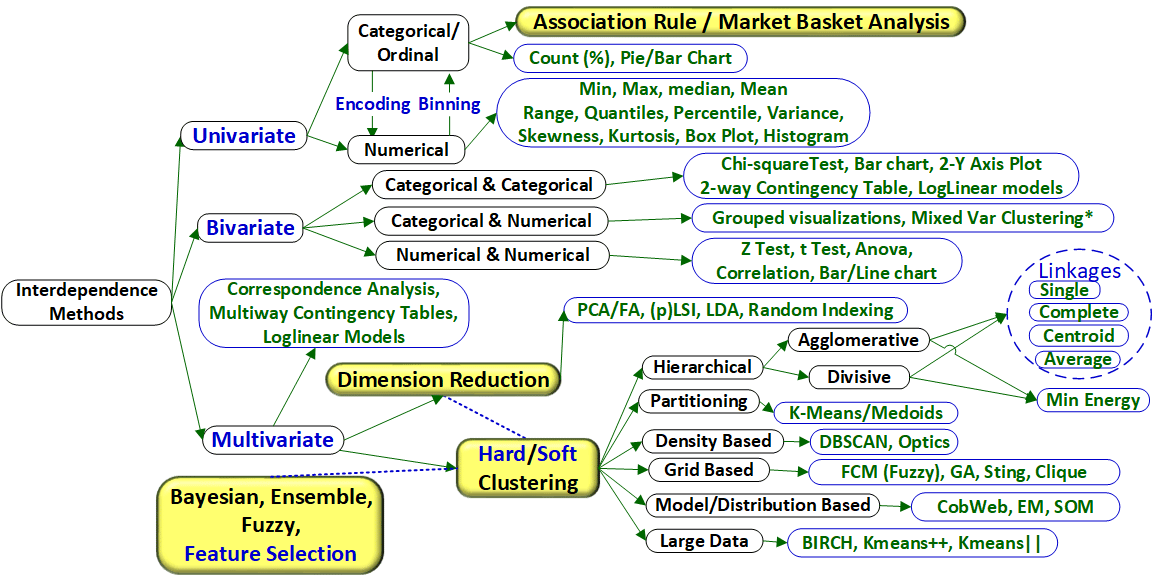 Interdependence
Methods
Univariate
Categorical/
Ordinal
Association Rule / Market Basket Analysis
Count (%), Pie/Bar Chart
Encoding Binning
Numerical
Min, Max, median, Mean
Range, Quantiles, Percentile, Variance,
Skewness, Kurtosis, Box Plot, Histogram
Bivariate
Categorical & Categorical
Chi-squareTest, Bar chart, 2-Y Axis Plot
2-way Contingency Table, LogLinear models
Categorical & Numerical
Grouped visualizations, Mixed Var Clustering*
Numerical & Numerical
Z Test, t Test, Anova,
Correlation, Bar/Line chart
Multivariate
Correspondence Analysis,
Multiway Contingency Tables,
Loglinear Models
Dimension Reduction
PCA/FA, (p)LSI, LDA, Random Indexing
Hard/Soft
Clustering
Bayesian, Ensemble,
Fuzzy,
Feature Selection
Hierarchical
Agglomerative
Divisive
Linkages
Single
Complete
Centroid
Average
Min Energy
Partitioning
K-Means/Medoids
Density Based
DBSCAN, Optics
Grid Based
FCM (Fuzzy), GA, Sting, Clique
Model/Distribution Based
CobWeb, EM, SOM
Large Data
BIRCH, Kmeans++, Kmeans||